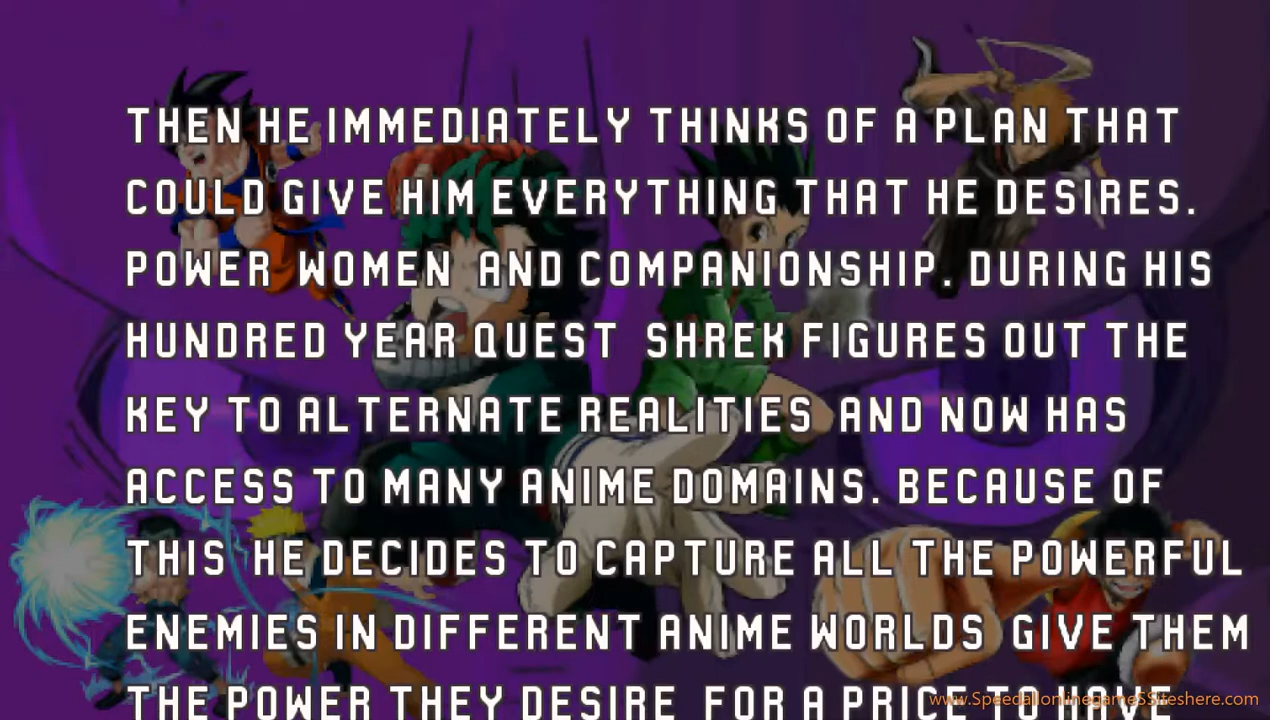 THEN HE IMMEDIATELY THINKS OF A PLAN THAT
COULD GIVE HIM EVERYTHING THAT HE DESIRES.
POWER WOMEN AND COMPANIONSHIP. DURING HIS
HUNDRED YEAR QUEST SHREK FIGURES OUT THE
KEY TO ALTERNATE REALITIES AND NOW HAS
ACCESS TO MANY ANIME DOMAINS. BECAUSE OF
THIS HE DECIDES TO CAPTURE ALL THE POWERFUL
ENEMIES IN DIFFERENT ANIME WORLDS GIVE THEM
THE POWER THEY DESIRE FOR A PRICE TO HAVE
www.SpeedallonlinegameSSiteshere.com